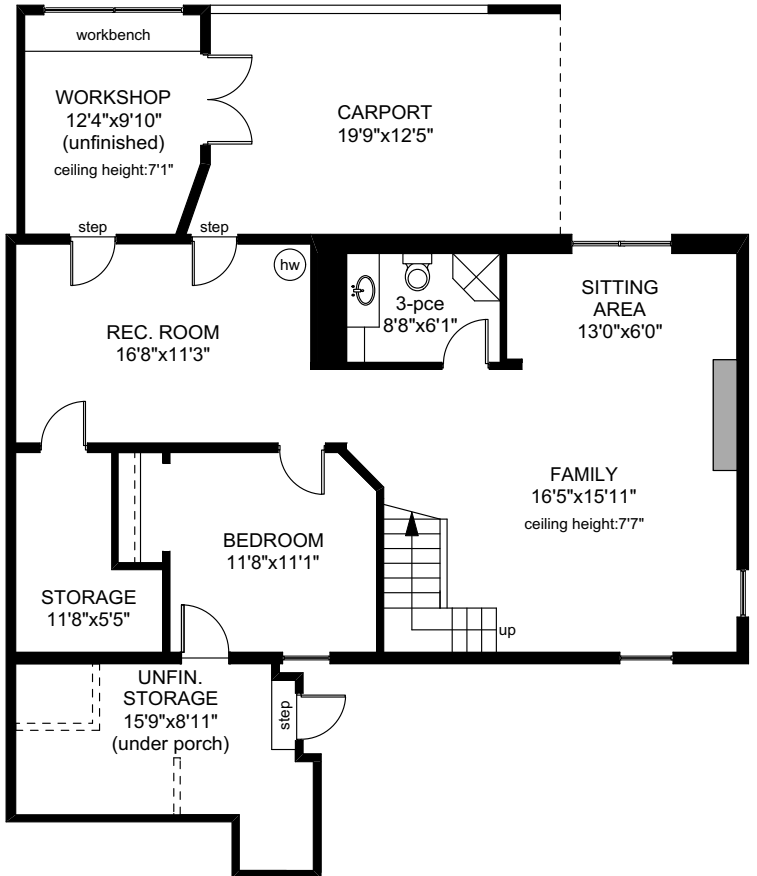 workbench
WORKSHOP
12'4"x9'10"
(unfinished)
ceiling height:7'1"
CARPORT
19'9"x12'5"
step
step
hw
3-pce
8'8"x6'1"
SITTING
AREA
13'0"x6'0"
REC. ROOM
16'8"x11'3"
FAMILY
16'5"x15'11"
ceiling height:7'7"
BEDROOM
11'8"x11'1"
STORAGE
11'8"x5'5"
up
UNFIN.
STORAGE
15'9"x8'11"
(under porch)
step